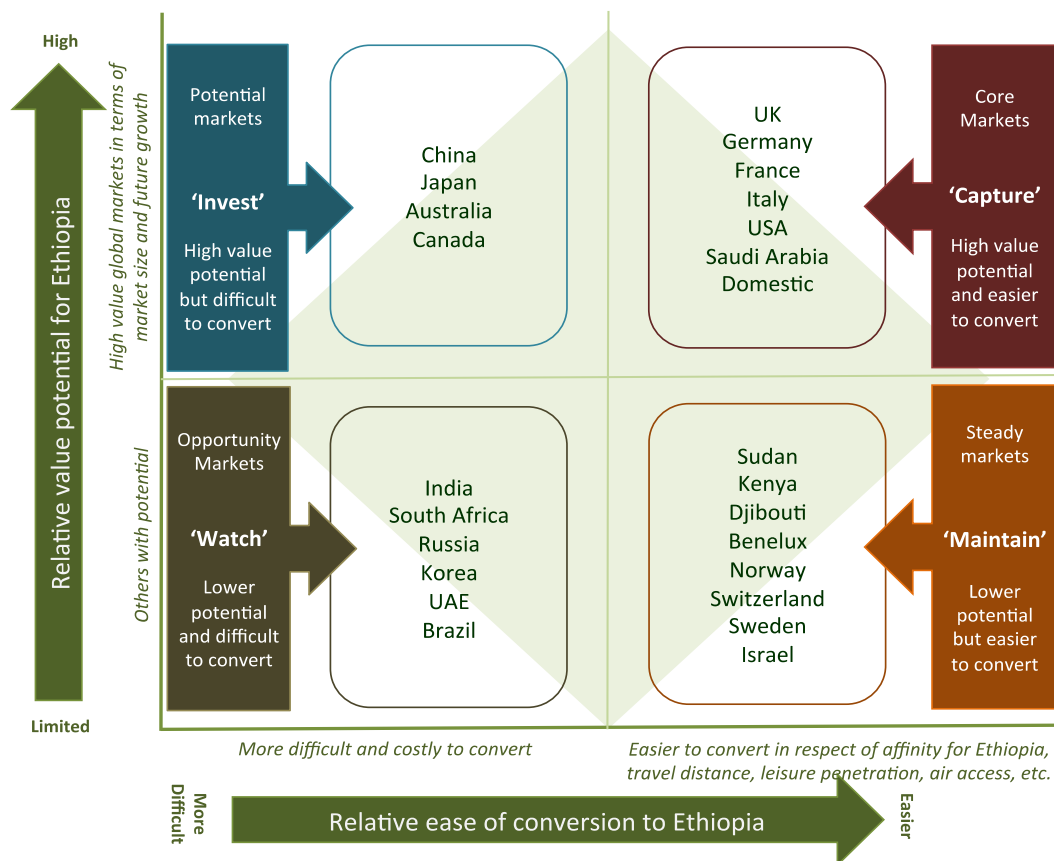 High
Relative value potential for Ethiopia
Limited
High value global markets in terms of
market size and future growth
Others with potential
Potential
markets
‘Invest’
High value
potential
but difficult
to convert
China
Japan
Australia
Canada
UK
Germany
France
Italy
USA
Saudi Arabia
Domestic
Core
Markets
‘Capture’
High value
potential
and easier
to convert
Opportunity
Markets
‘Watch’
Lower
potential
and difficult
to convert
India
South Africa
Russia
Korea
UAE
Brazil
Sudan
Kenya
Djibouti
Benelux
Norway
Switzerland
Sweden
Israel
Steady
markets
‘Maintain’
Lower
potential
but easier
to convert
More difficult and costly to convert
Easier to convert in respect of affinity for Ethiopia,
travel distance, leisure penetration, air access, etc.
More
Difficult
Relative ease of conversion to Ethiopia
Easier